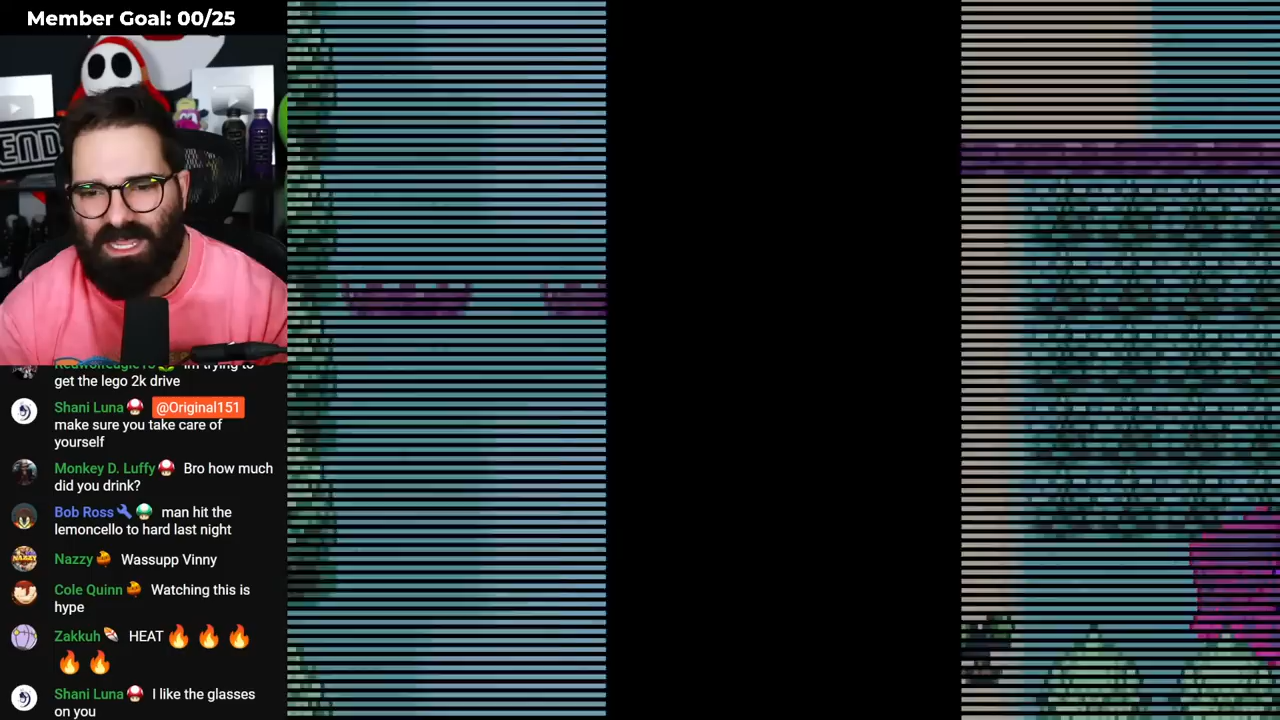 Member Goal: 00/25
END
get the lego 2k drive
Shani Luna @Original151
make sure you take care of
yourself
Monkey D. Luffy Bro how much
did you drink?
Bob Ross man hit the
lemoncello to hard last night
Nazzy Wassupp Vinny
Cole Quinn Watching this is
hype
Zakkuh HEAT
Shani Luna I like the glasses
on you